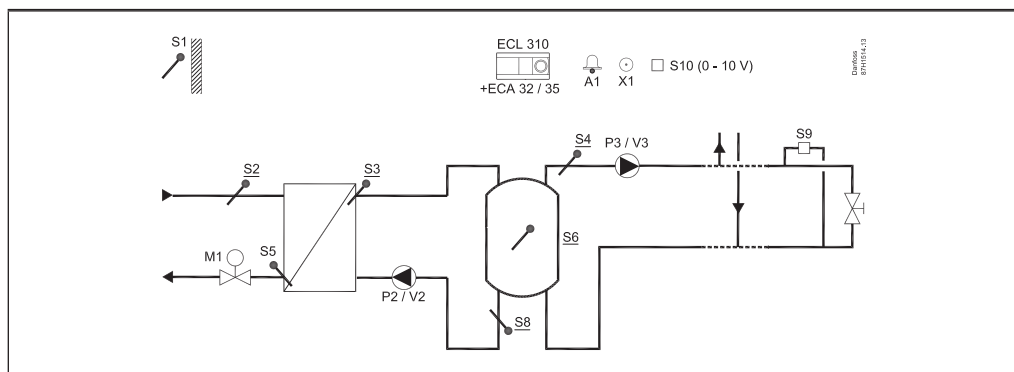 S1
ECL 310
+ECA 32 / 35
A1
X1
S10 (0 - 10 V)
Danfoss
87H1514.13
S2
S3
S4
P3 / V3
S9
S6
M1
S5
P2 / V2
S8